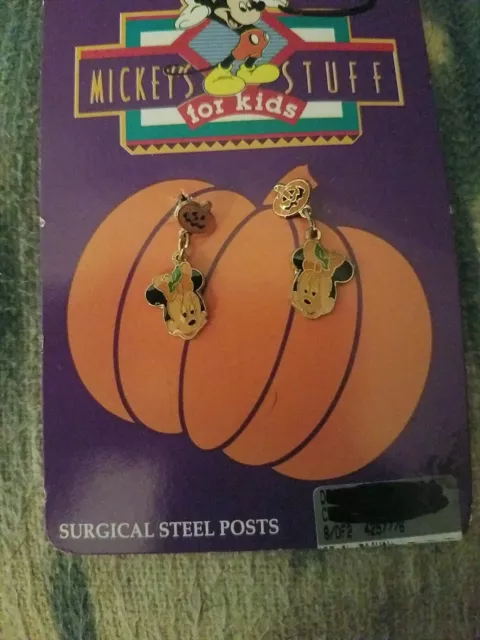 MICKEY'S STUFF
for kids
SURGICAL STEEL POSTS